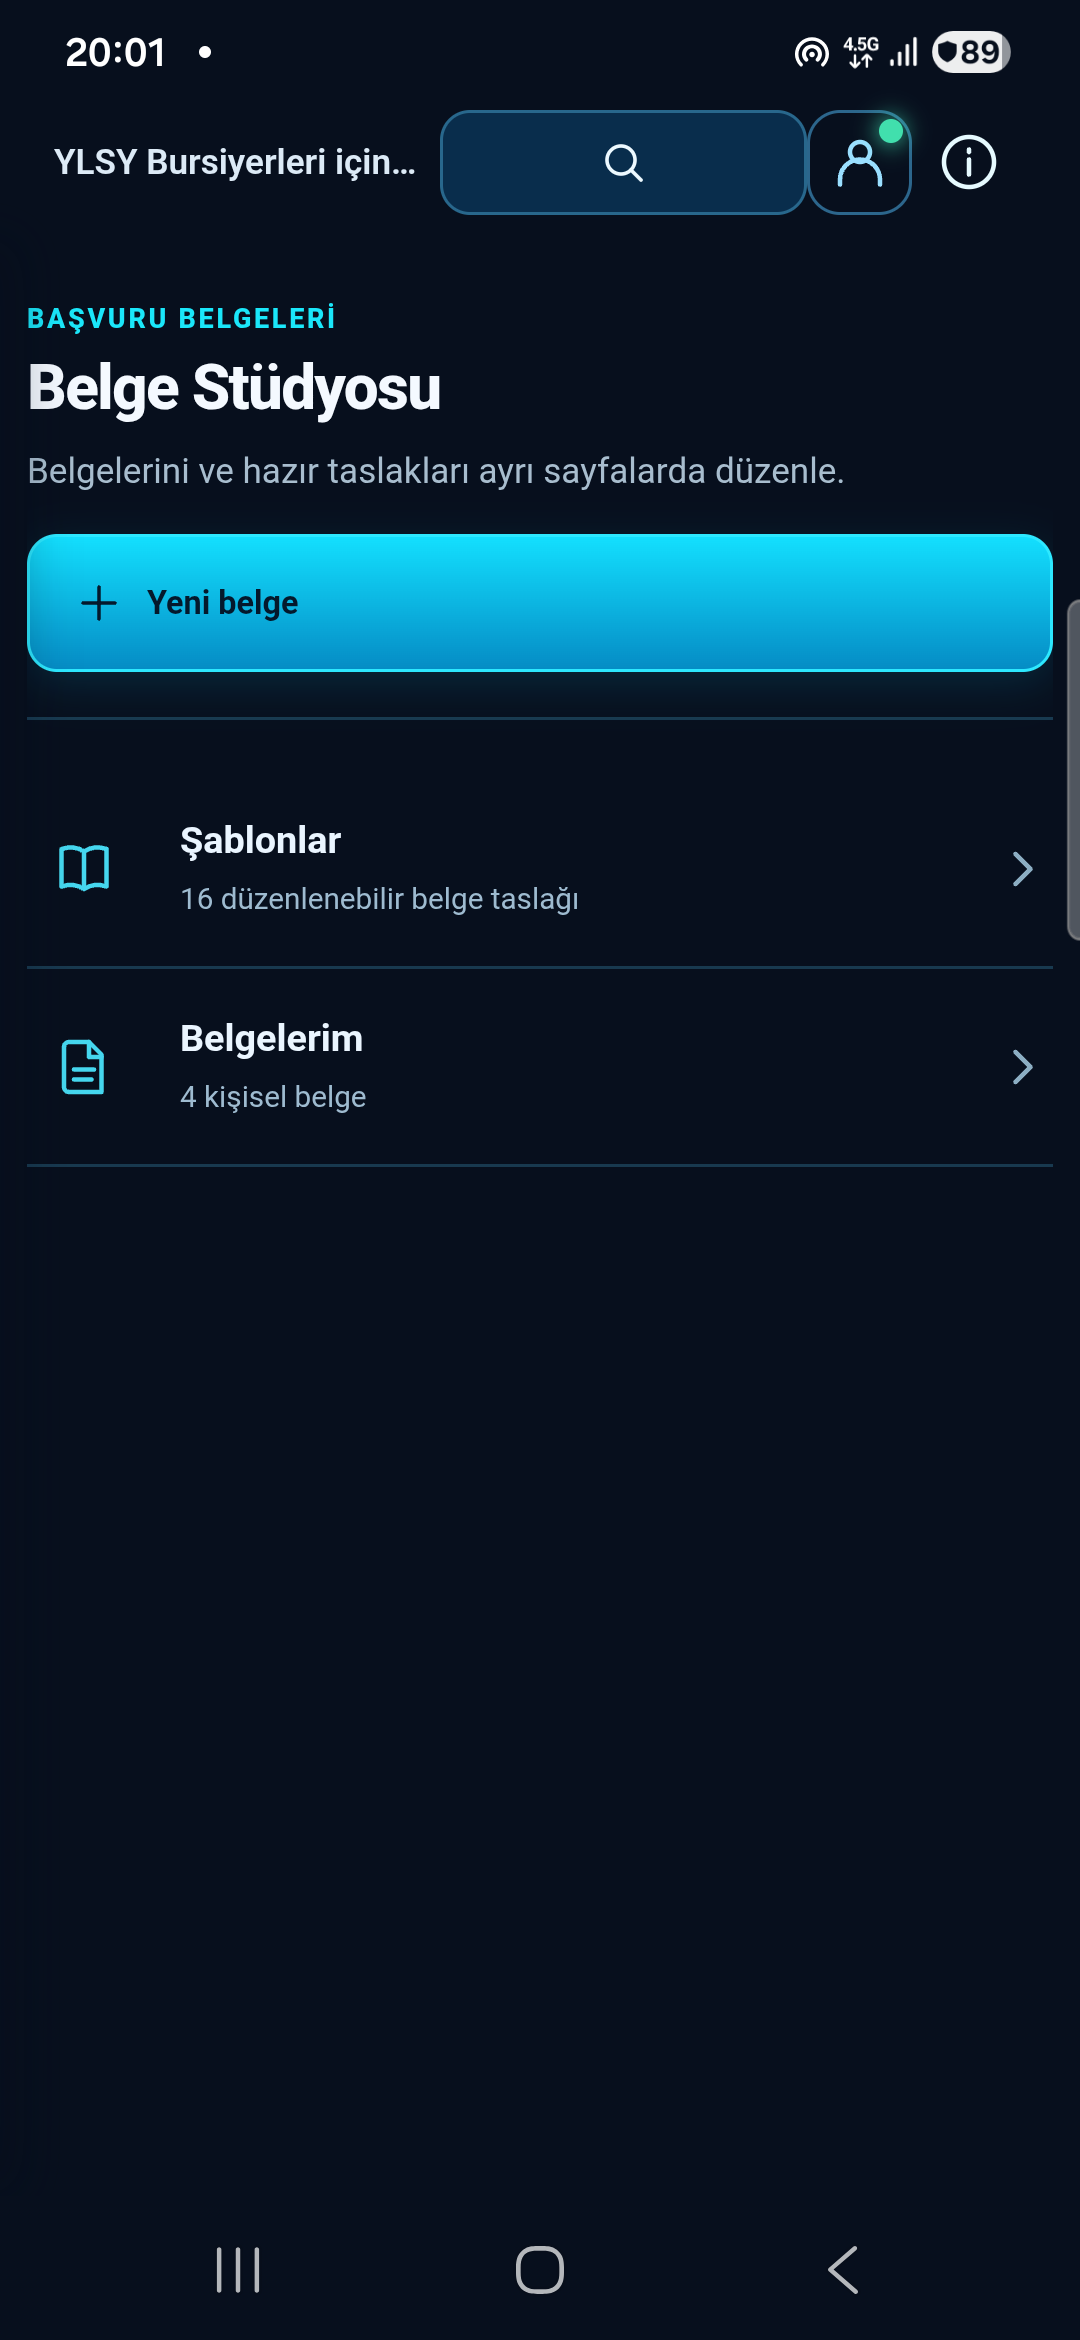 20:01
4.5G
89
YLSY Bursiyerleri için...
BAŞVURU BELGELERİ
Belge Stüdyosu
Belgelerini ve hazır taslakları ayrı sayfalarda düzenle.
Yeni belge
Şablonlar
16 düzenlenebilir belge taslağı
Belgelerim
4 kişisel belge